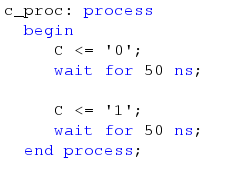 c_proc: process
begin
C <= '0';
wait for 50 ns;
C <= '1';
wait for 50 ns;
end process;